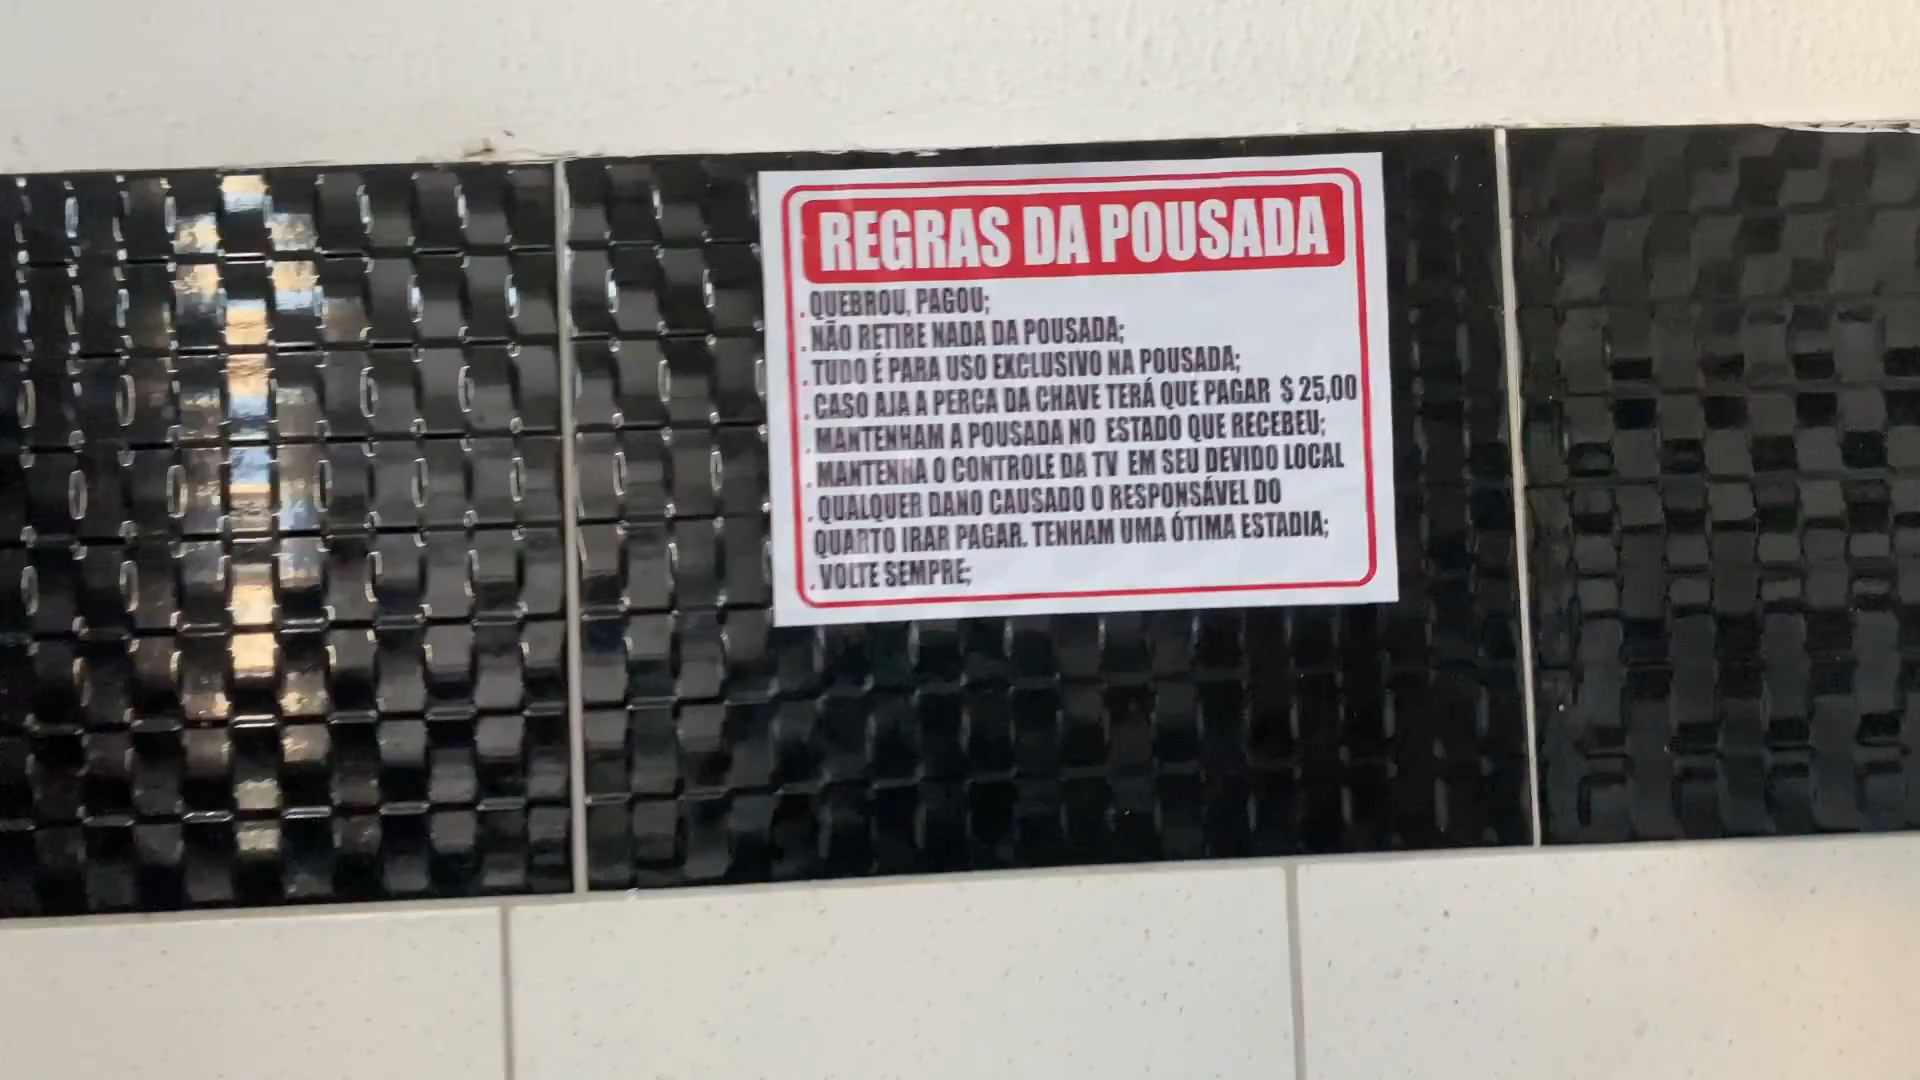 REGRAS DA POUSADA
. QUEBROU, PAGOU;
. NÃO RETIRE NADA DA POUSADA;
. TUDO É PARA USO EXCLUSIVO NA POUSADA;
. CASO AJA A PERCA DA CHAVE TERÁ QUE PAGAR $ 25,00
. MANTENHAM A POUSADA NO ESTADO QUE RECEBEU;
. MANTENHA O CONTROLE DA TV EM SEU DEVIDO LOCAL
. QUALQUER DANO CAUSADO O RESPONSÁVEL DO
QUARTO IRAR PAGAR. TENHAM UMA ÓTIMA ESTADIA;
. VOLTE SEMPRE;